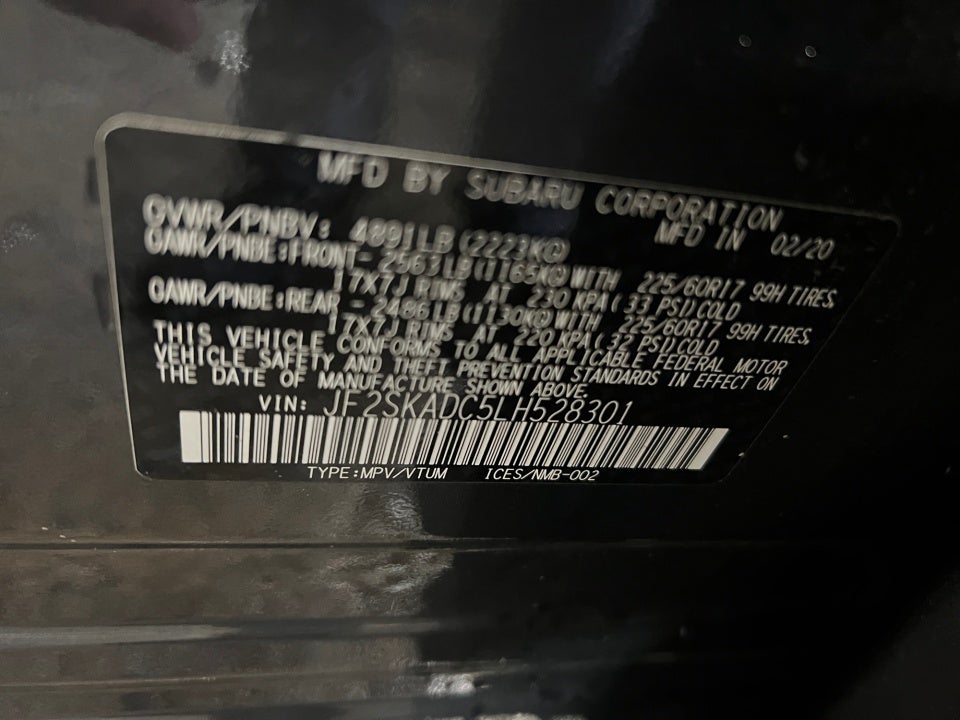 MFD BY SUBARU CORPORATION
MFD IN 02/20
GVWR/PNBV: 4901LB(2223KG)
GAWR/PNBE:FRONT- 2563LB(1165KG)WITH 225/60R17 99H TIRES,
17X7J RIMS AT 230 KPA(33 PSI)COLD
GAWR/PNBE:REAR - 2486LB(1130KG)WITH 225/60R17 99H TIRES,
17X7J RIMS AT 220 KPA(32 PSI)COLD
THIS VEHICLE CONFORMS TO ALL APPLICABLE FEDERAL MOTOR
VEHICLE SAFETY AND THEFT PREVENTION STANDARDS IN EFFECT ON
THE DATE OF MANUFACTURE SHOWN ABOVE.
VIN: JF2SKADC5LH528301
TYPE:MPV/VTUM ICES/NMB-002